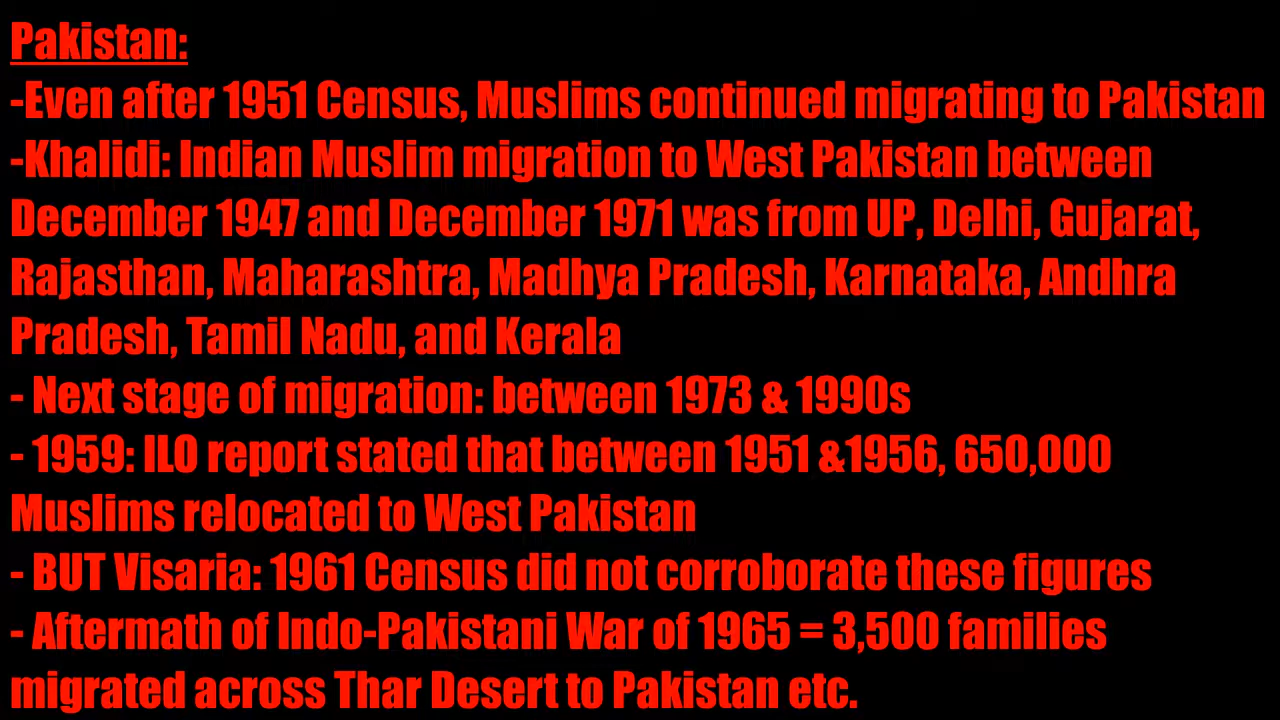 Pakistan:
-Even after 1951 Census, Muslims continued migrating to Pakistan
-Khalidi: Indian Muslim migration to West Pakistan between
December 1947 and December 1971 was from UP, Delhi, Gujarat,
Rajasthan, Maharashtra, Madhya Pradesh, Karnataka, Andhra
Pradesh, Tamil Nadu, and Kerala
- Next stage of migration: between 1973 & 1990s
- 1959: ILO report stated that between 1951 &1956, 650,000
Muslims relocated to West Pakistan
- BUT Visaria: 1961 Census did not corroborate these figures
- Aftermath of Indo-Pakistani War of 1965 = 3,500 families
migrated across Thar Desert to Pakistan etc.